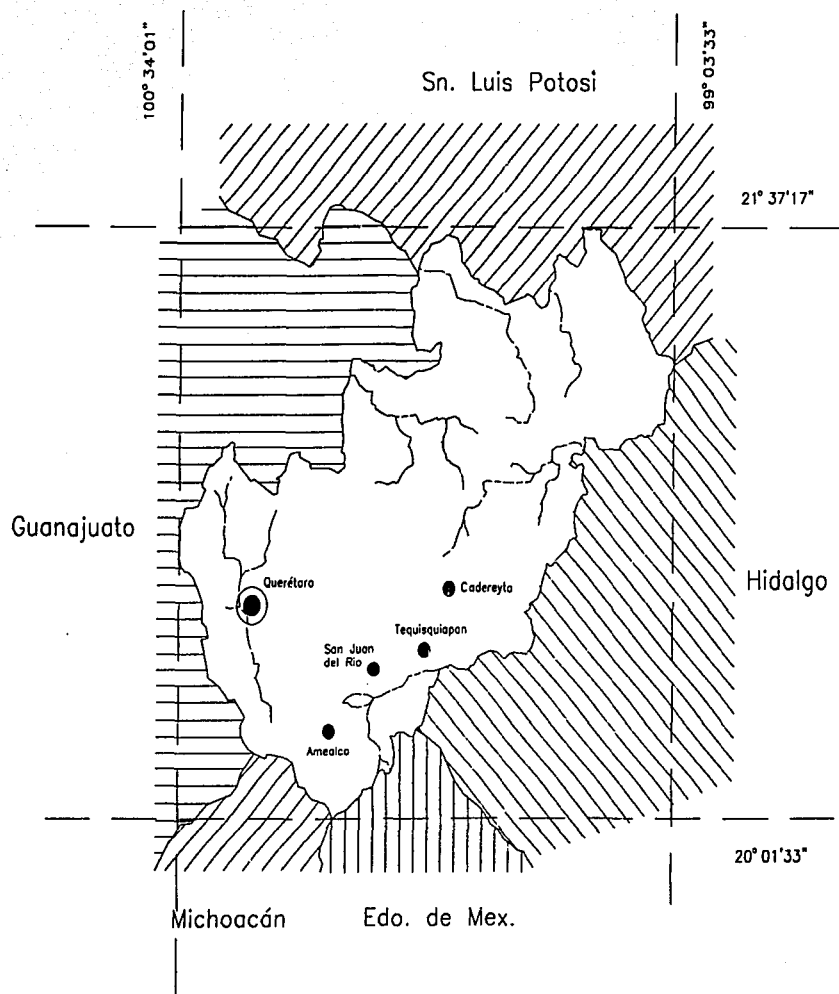 100° 34'01"
99° 03'33"
Sn. Luis Potosi
21° 37'17"
Guanajuato
Hidalgo
Querétaro
Cadereyta
Tequisquiapan
San Juan
del Río
Amealco
20° 01'33"
Michoacán
Edo. de Mex.